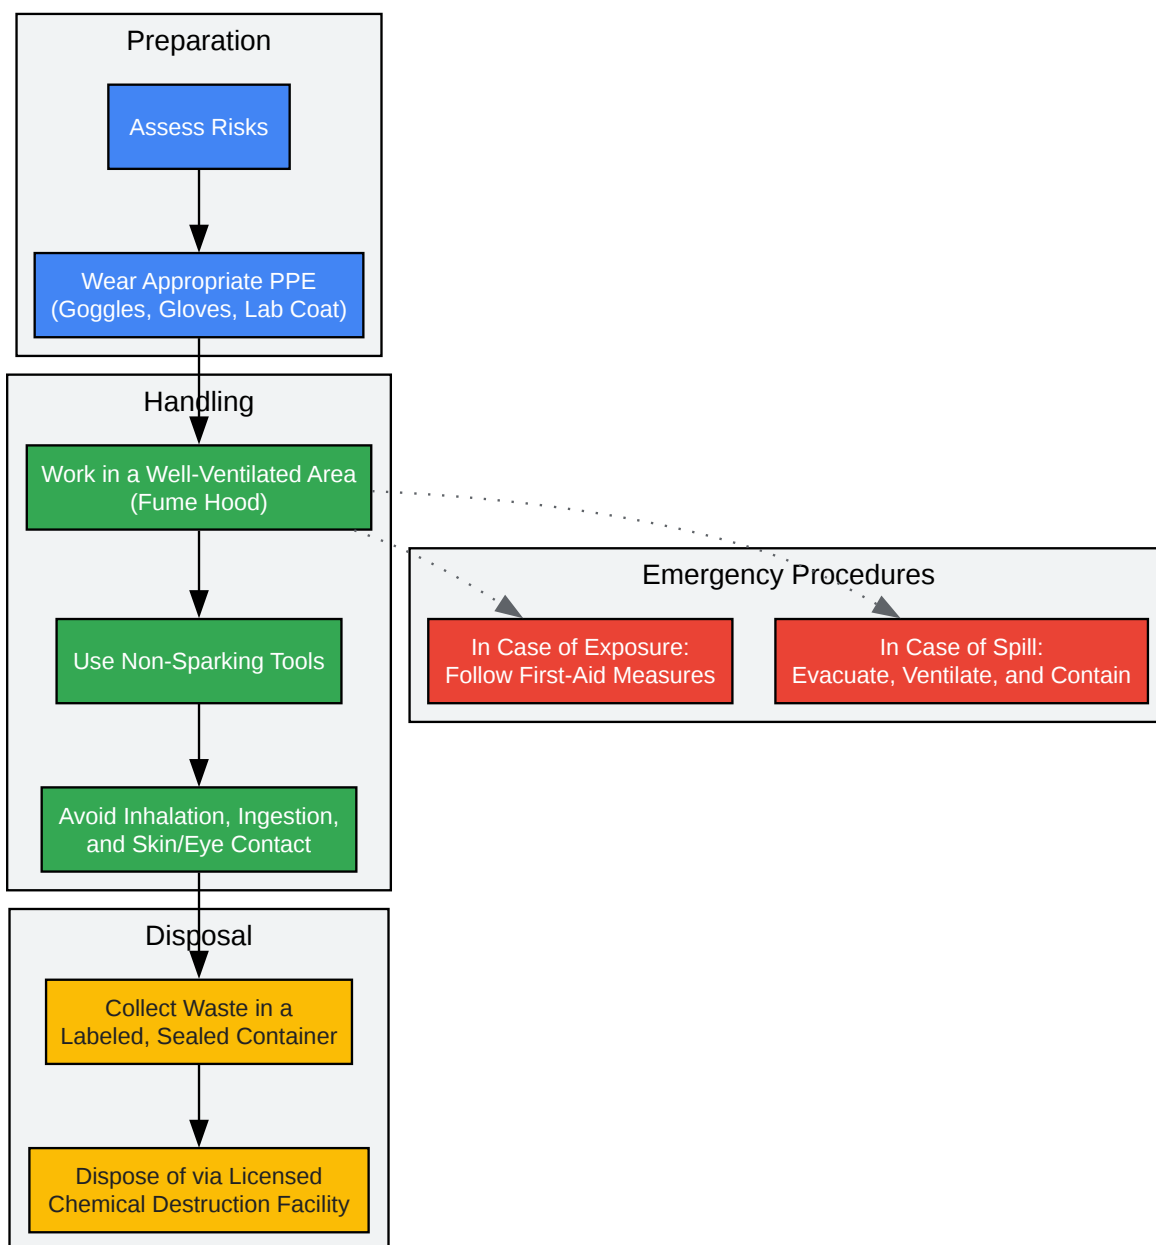 Preparation
Assess Risks
Wear Appropriate PPE
(Goggles, Gloves, Lab Coat)
Handling
Work in a Well-Ventilated Area
(Fume Hood)
Use Non-Sparking Tools
Avoid Inhalation, Ingestion,
and Skin/Eye Contact
Emergency Procedures
In Case of Exposure:
Follow First-Aid Measures
In Case of Spill:
Evacuate, Ventilate, and Contain
Disposal
Collect Waste in a
Labeled, Sealed Container
Dispose of via Licensed
Chemical Destruction Facility